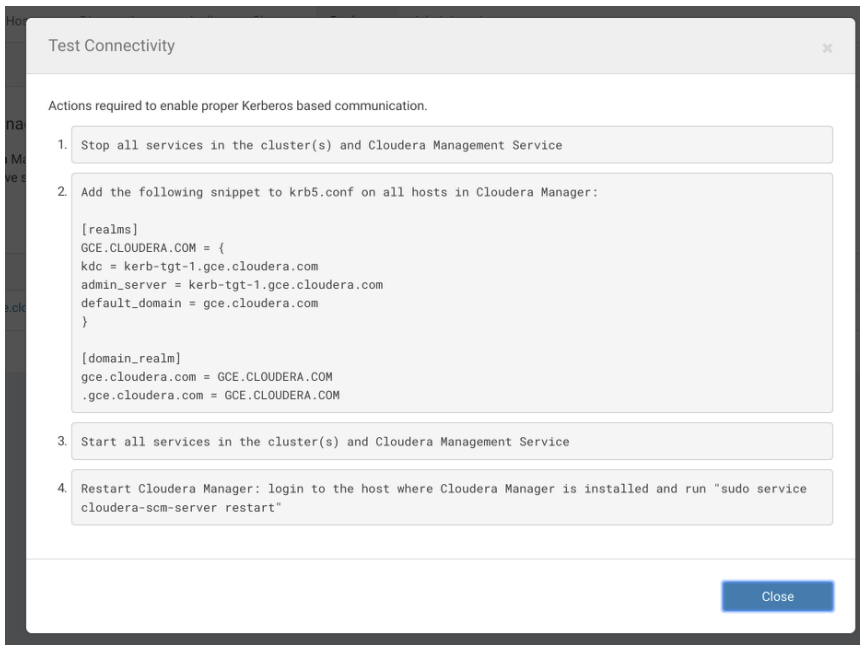 Test Connectivity
×
Actions required to enable proper Kerberos based communication.
1. Stop all services in the cluster(s) and Cloudera Management Service
2. Add the following snippet to krb5.conf on all hosts in Cloudera Manager:
[realms]
GCE.CLOUDERA.COM = {
kdc = kerb-tgt-1.gce.cloudera.com
admin_server = kerb-tgt-1.gce.cloudera.com
default_domain = gce.cloudera.com
}
[domain_realm]
gce.cloudera.com = GCE.CLOUDERA.COM
.gce.cloudera.com = GCE.CLOUDERA.COM
3. Start all services in the cluster(s) and Cloudera Management Service
4. Restart Cloudera Manager: login to the host where Cloudera Manager is installed and run "sudo service
cloudera-scm-server restart"
Close